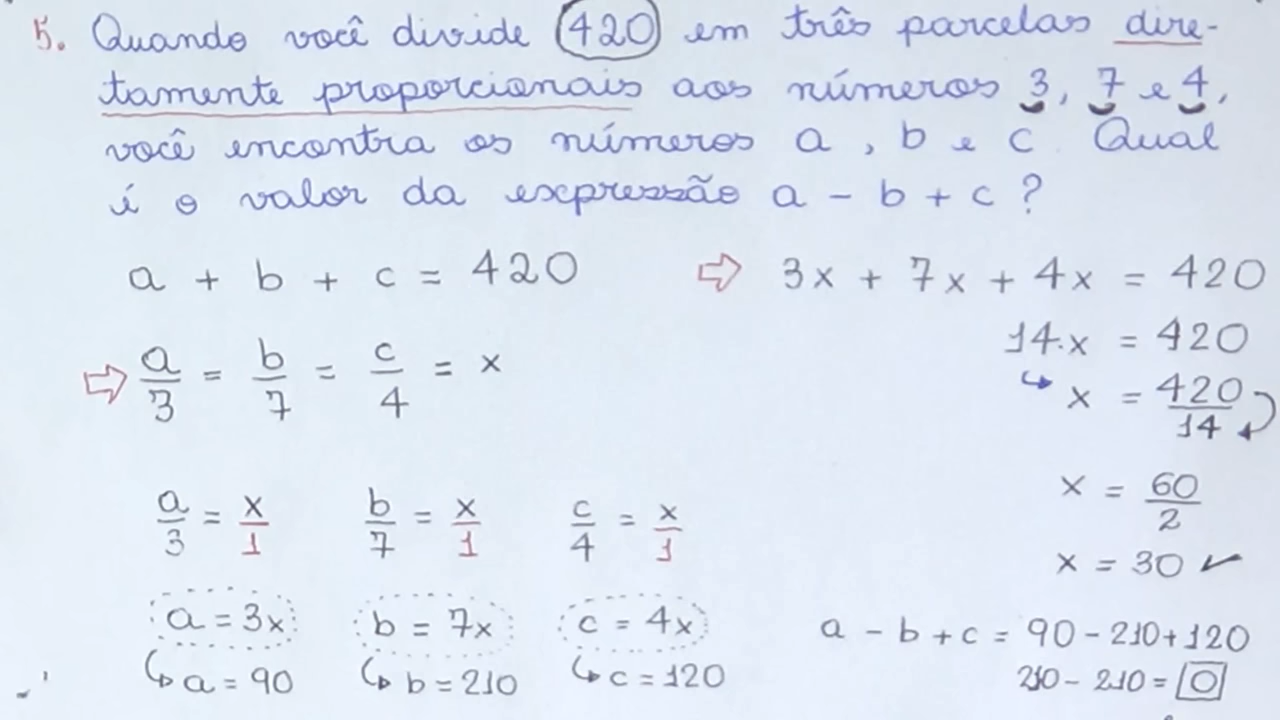 5. Quando você divide 420 em três parcelas dire-
tamente proporcionais aos números 3, 7 e 4,
você encontra os números a, b e c Qual
é o valor da expressão a - b + c ?
a + b + c = 420
⇨ a/3 = b/7 = c/4 = x
a/3 = x/1 b/7 = x/1 c/4 = x/1
a = 3x b = 7x c = 4x
↳ a = 90 ↳ b = 210 ↳ c = 120
⇨ 3x + 7x + 4x = 420
14.x = 420
↳ x = 420/14
x = 60/2
x = 30 ✓
a - b + c = 90 - 210 + 120
210 - 210 = 0